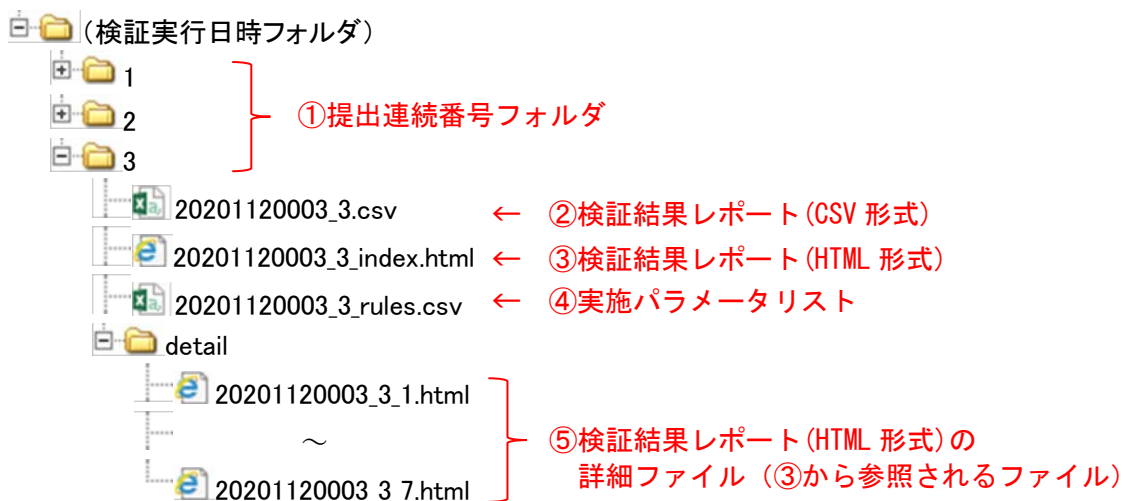 (検証実行日時フォルダ)
1
2
①提出連続番号フォルダ
3
20201120003_3.csv ← ②検証結果レポート(CSV 形式)
20201120003_3_index.html ← ③検証結果レポート(HTML 形式)
20201120003_3_rules.csv ← ④実施パラメータリスト
detail
20201120003_3_1.html
～
⑤検証結果レポート(HTML 形式)の
詳細ファイル（③から参照されるファイル）
20201120003_3_7.html